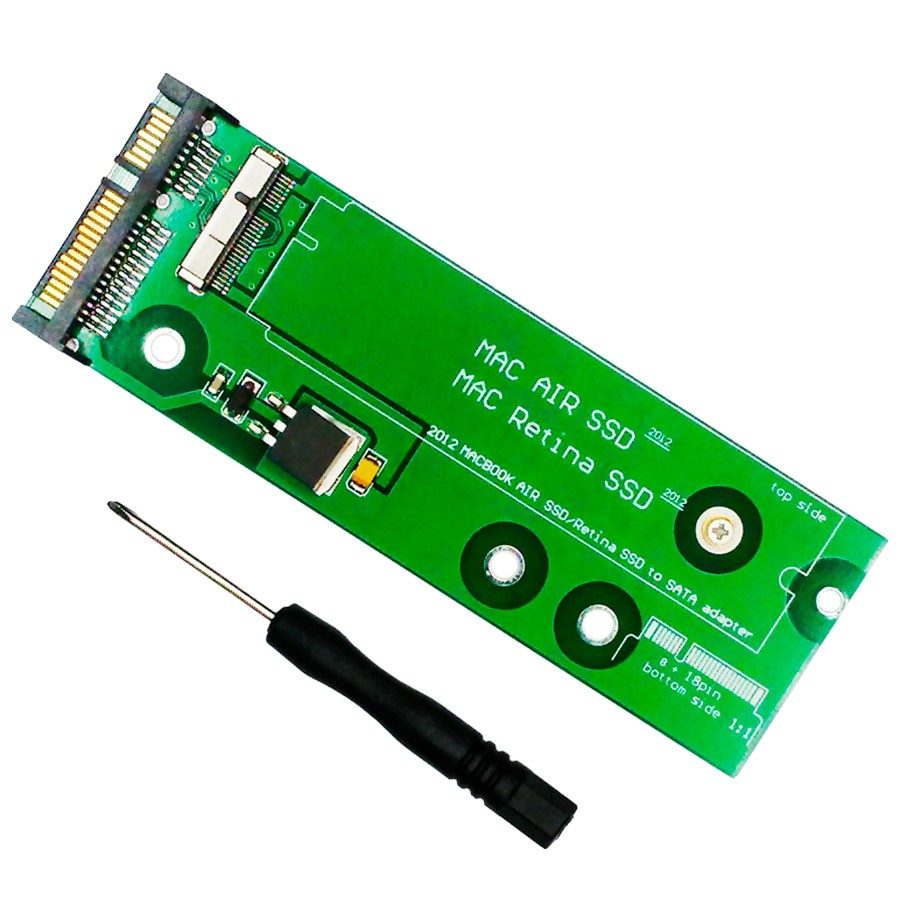 MAC AIR SSD 2012
MAC Retina SSD 2012
2012 MACBOOK AIR SSD/Retina SSD to SATA adapter
top side
8 + 18pin
bottom side 1:1